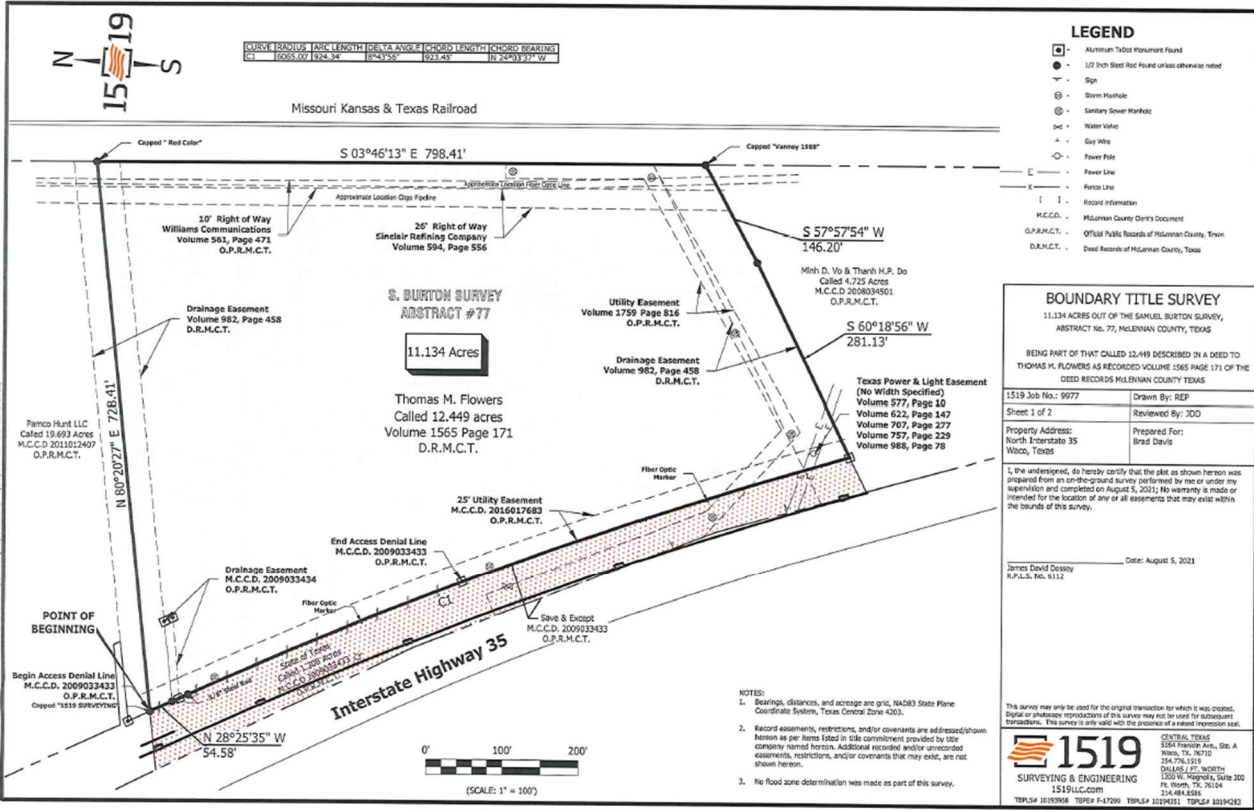 N
S
1519
CURVE RADIUS ARC LENGTH DELTA ANGLE CHORD LENGTH CHORD BEARING
C1 6065.00' 924.34' 8°43'56" 923.45' N 24°03'37" W
Missouri Kansas & Texas Railroad
Capped "Red Color"
S 03°46'13" E 798.41'
Capped "Vanney 1988"
Approximate Location Fiber Optic Line
Approximate Location Citgo Pipeline
10' Right of Way
Williams Communications
Volume 561, Page 471
O.P.R.M.C.T.
26' Right of Way
Sinclair Refining Company
Volume 594, Page 556
S 57°57'54" W
146.20'
Minh D. Vo & Thanh H.P. Do
Called 4.725 Acres
M.C.C.D 2008034501
O.P.R.M.C.T.
Drainage Easement
Volume 982, Page 458
D.R.M.C.T.
S. BURTON SURVEY
ABSTRACT #77
11.134 Acres
Utility Easement
Volume 1759 Page 816
O.P.R.M.C.T.
S 60°18'56" W
281.13'
Drainage Easement
Volume 982, Page 458
D.R.M.C.T.
Thomas M. Flowers
Called 12.449 acres
Volume 1565 Page 171
D.R.M.C.T.
Texas Power & Light Easement
(No Width Specified)
Volume 577, Page 10
Volume 622, Page 147
Volume 707, Page 277
Volume 757, Page 229
Volume 988, Page 78
Pamco Hunt LLC
Called 19.693 Acres
M.C.C.D 2011012407
O.P.R.M.C.T.
N 80°20'27" E 728.41'
Fiber Optic
Marker
25' Utility Easement
M.C.C.D. 2016017683
O.P.R.M.C.T.
End Access Denial Line
M.C.C.D. 2009033433
O.P.R.M.C.T.
Drainage Easement
M.C.C.D. 2009033434
O.P.R.M.C.T.
Fiber Optic
Marker
C1
Save & Except
M.C.C.D. 2009033433
O.P.R.M.C.T.
POINT OF
BEGINNING
State of Texas
Called 1.308 acres
M.C.C.D 2009033433
O.P.R.M.C.T.
5/8" Steel Rod
Begin Access Denial Line
M.C.C.D. 2009033433
O.P.R.M.C.T.
Capped "1519 SURVEYING"
Interstate Highway 35
N 28°25'35" W
54.58'
0' 100' 200'
(SCALE: 1" = 100')
NOTES:
1. Bearings, distances, and acreage are grid, NAD83 State Plane
Coordinate System, Texas Central Zone 4203.
2. Record easements, restrictions, and/or covenants are addressed/shown
hereon as per items listed in title commitment provided by title
company named hereon. Additional recorded and/or unrecorded
easements, restrictions, and/or covenants that may exist, are not
shown hereon.
3. No flood zone determination was made as part of this survey.
LEGEND
Aluminum TxDot Monument Found
1/2 Inch Steel Rod Found unless otherwise noted
Sign
Storm Manhole
Sanitary Sewer Manhole
Water Valve
Guy Wire
Power Pole
E Power Line
X Fence Line
[ ] Record Information
M.C.C.D. - McLennan County Clerk's Document
O.P.R.M.C.T. - Official Public Records of McLennan County, Texas
D.R.M.C.T. - Deed Records of McLennan County, Texas
BOUNDARY TITLE SURVEY
11.134 ACRES OUT OF THE SAMUEL BURTON SURVEY,
ABSTRACT No. 77, McLENNAN COUNTY, TEXAS
BEING PART OF THAT CALLED 12.449 DESCRIBED IN A DEED TO
THOMAS M. FLOWERS AS RECORDED VOLUME 1565 PAGE 171 OF THE
DEED RECORDS McLENNAN COUNTY TEXAS
1519 Job No.: 9977 Drawn By: REP
Sheet 1 of 2 Reviewed By: JDD
Property Address: Prepared For:
North Interstate 35 Brad Davis
Waco, Texas
I, the undersigned, do hereby certify that the plat as shown hereon was
prepared from an on-the-ground survey performed by me or under my
supervision and completed on August 5, 2021; No warranty is made or
intended for the location of any or all easements that may exist within
the bounds of this survey.
Date: August 5, 2021
James David Dossey
R.P.L.S. No. 6112
This survey may only be used for the original transaction for which it was created.
Digital or photocopy reproductions of this survey may not be used for subsequent
transactions. This survey is only valid with the presence of a raised impression seal.
1519
SURVEYING & ENGINEERING
1519LLC.com
CENTRAL TEXAS
5354 Franklin Ave., Ste. A
Waco, TX. 76710
254.776.1519
DALLAS / FT. WORTH
1200 W. Magnolia, Suite 300
Ft. Worth, TX. 76104
214.484.8586
TBPLS# 10193958 TBPE# F-17299 TBPLS# 10194351 TBPLS# 10194283